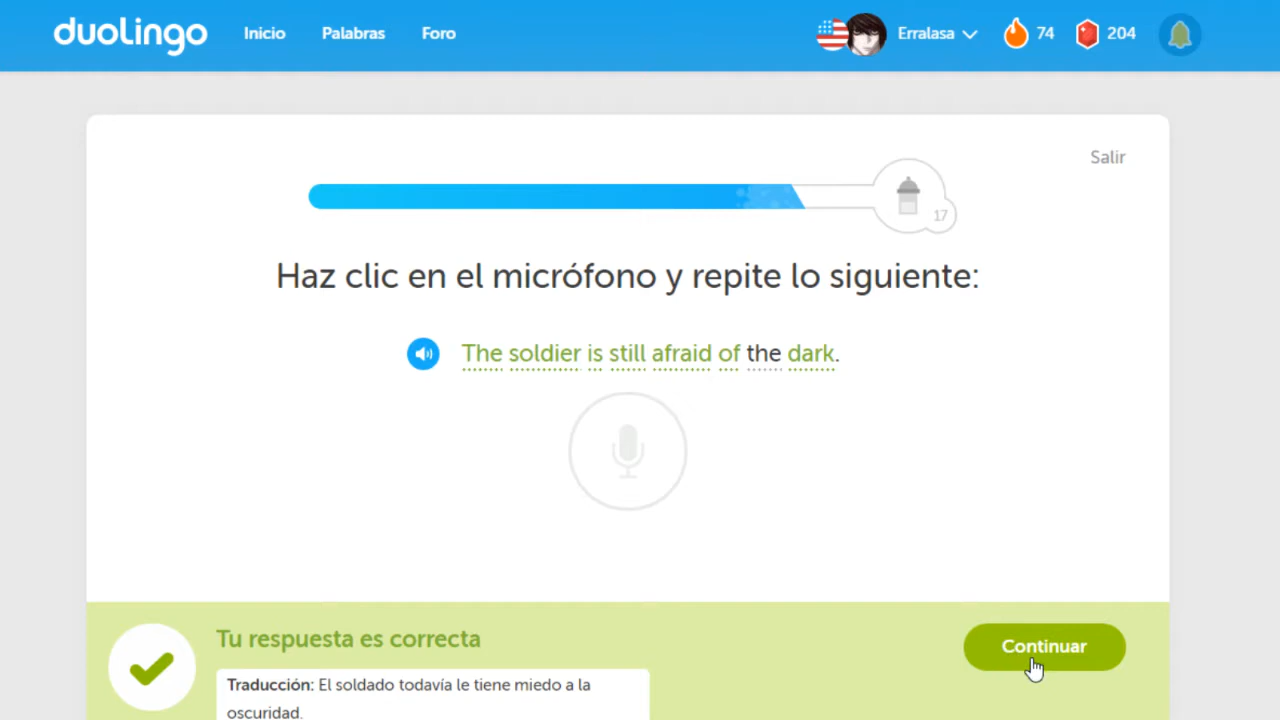 duolingo Inicio Palabras Foro Erralasa 74 204
Salir
17
Haz clic en el micrófono y repite lo siguiente:
The soldier is still afraid of the dark.
Tu respuesta es correcta
Continuar
Traducción: El soldado todavía le tiene miedo a la
oscuridad.